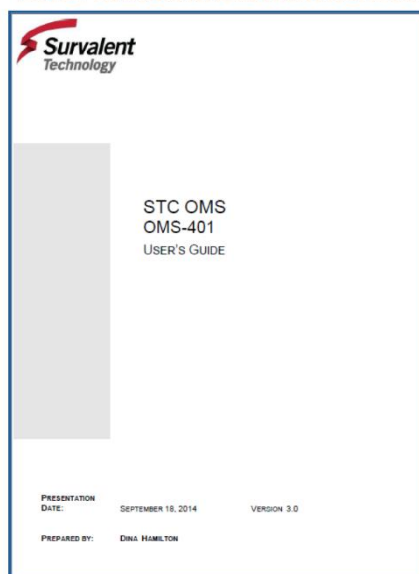 Survalent
Technology
STC OMS
OMS-401
USER'S GUIDE
PRESENTATION
DATE: SEPTEMBER 18, 2014 VERSION 3.0
PREPARED BY: DINA HAMILTON